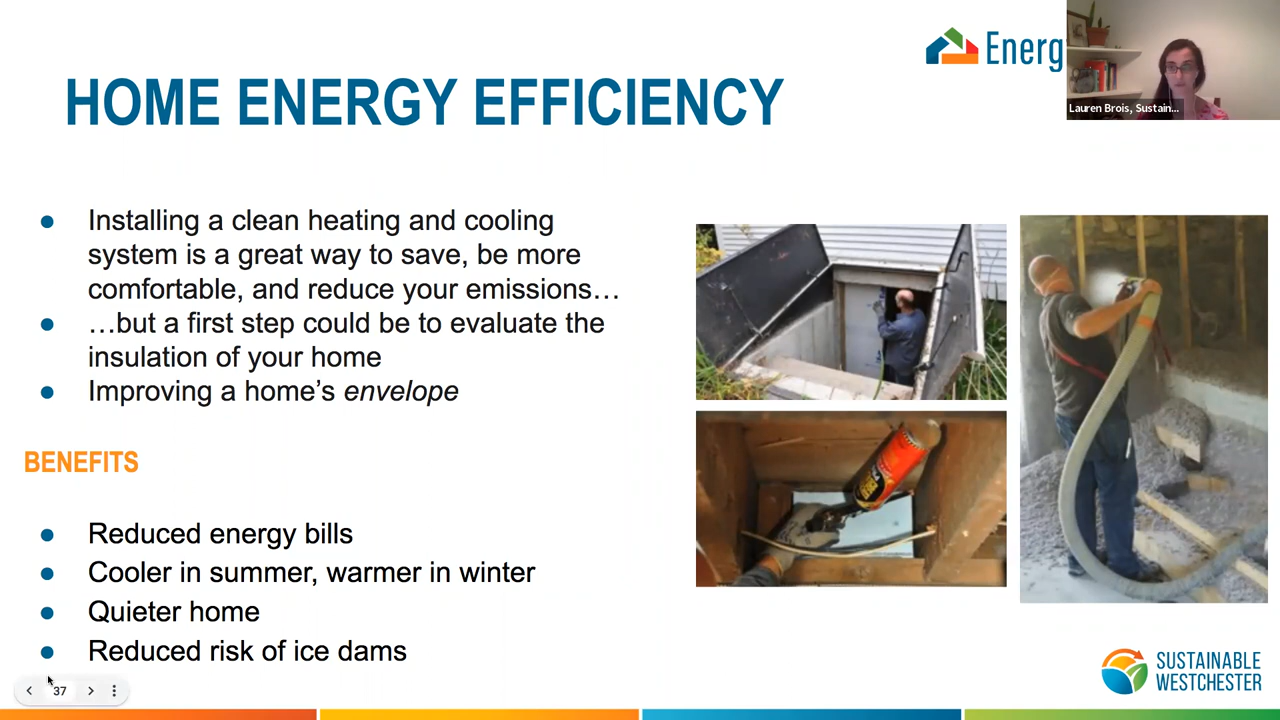 Energ
Lauren Brois, Sustain...
HOME ENERGY EFFICIENCY
● Installing a clean heating and cooling
system is a great way to save, be more
comfortable, and reduce your emissions…
● …but a first step could be to evaluate the
insulation of your home
● Improving a home’s envelope
BENEFITS
● Reduced energy bills
● Cooler in summer, warmer in winter
● Quieter home
● Reduced risk of ice dams
37
SUSTAINABLE
WESTCHESTER